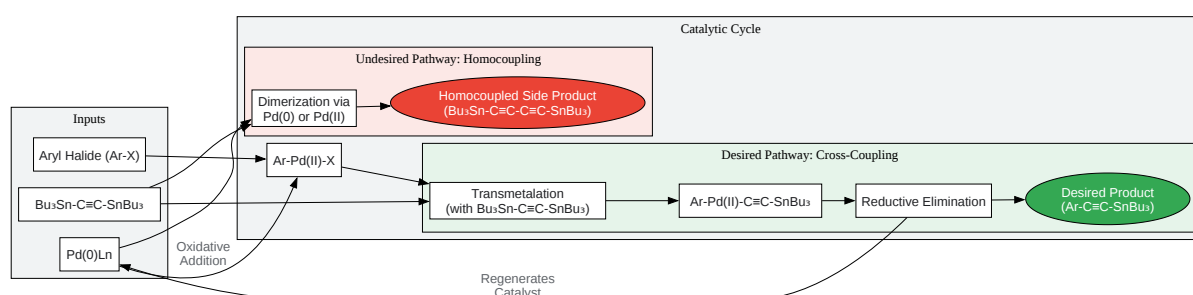 Catalytic Cycle
Undesired Pathway: Homocoupling
Dimerization via
Pd(0) or Pd(II)
Homocoupled Side Product
(Bu₃Sn-C≡C-C≡C-SnBu₃)
Inputs
Aryl Halide (Ar-X)
Bu₃Sn-C≡C-SnBu₃
Pd(0)Ln
Ar-Pd(II)-X
Oxidative
Addition
Desired Pathway: Cross-Coupling
Transmetalation
(with Bu₃Sn-C≡C-SnBu₃)
Ar-Pd(II)-C≡C-SnBu₃
Reductive Elimination
Desired Product
(Ar-C≡C-SnBu₃)
Regenerates
Catalyst